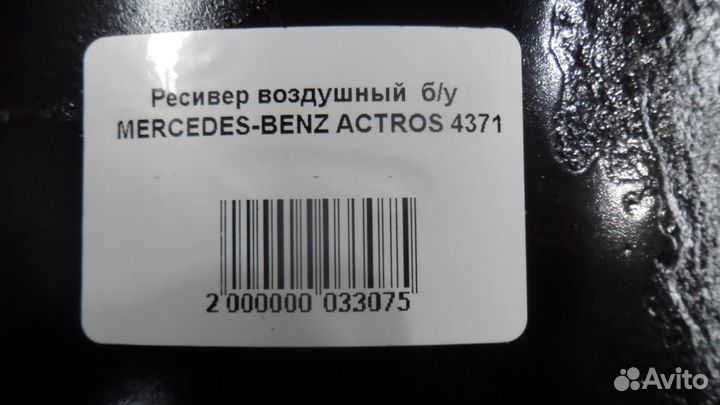 Ресивер воздушный б/у
MERCEDES-BENZ ACTROS 4371
2 000000 033075
Avito